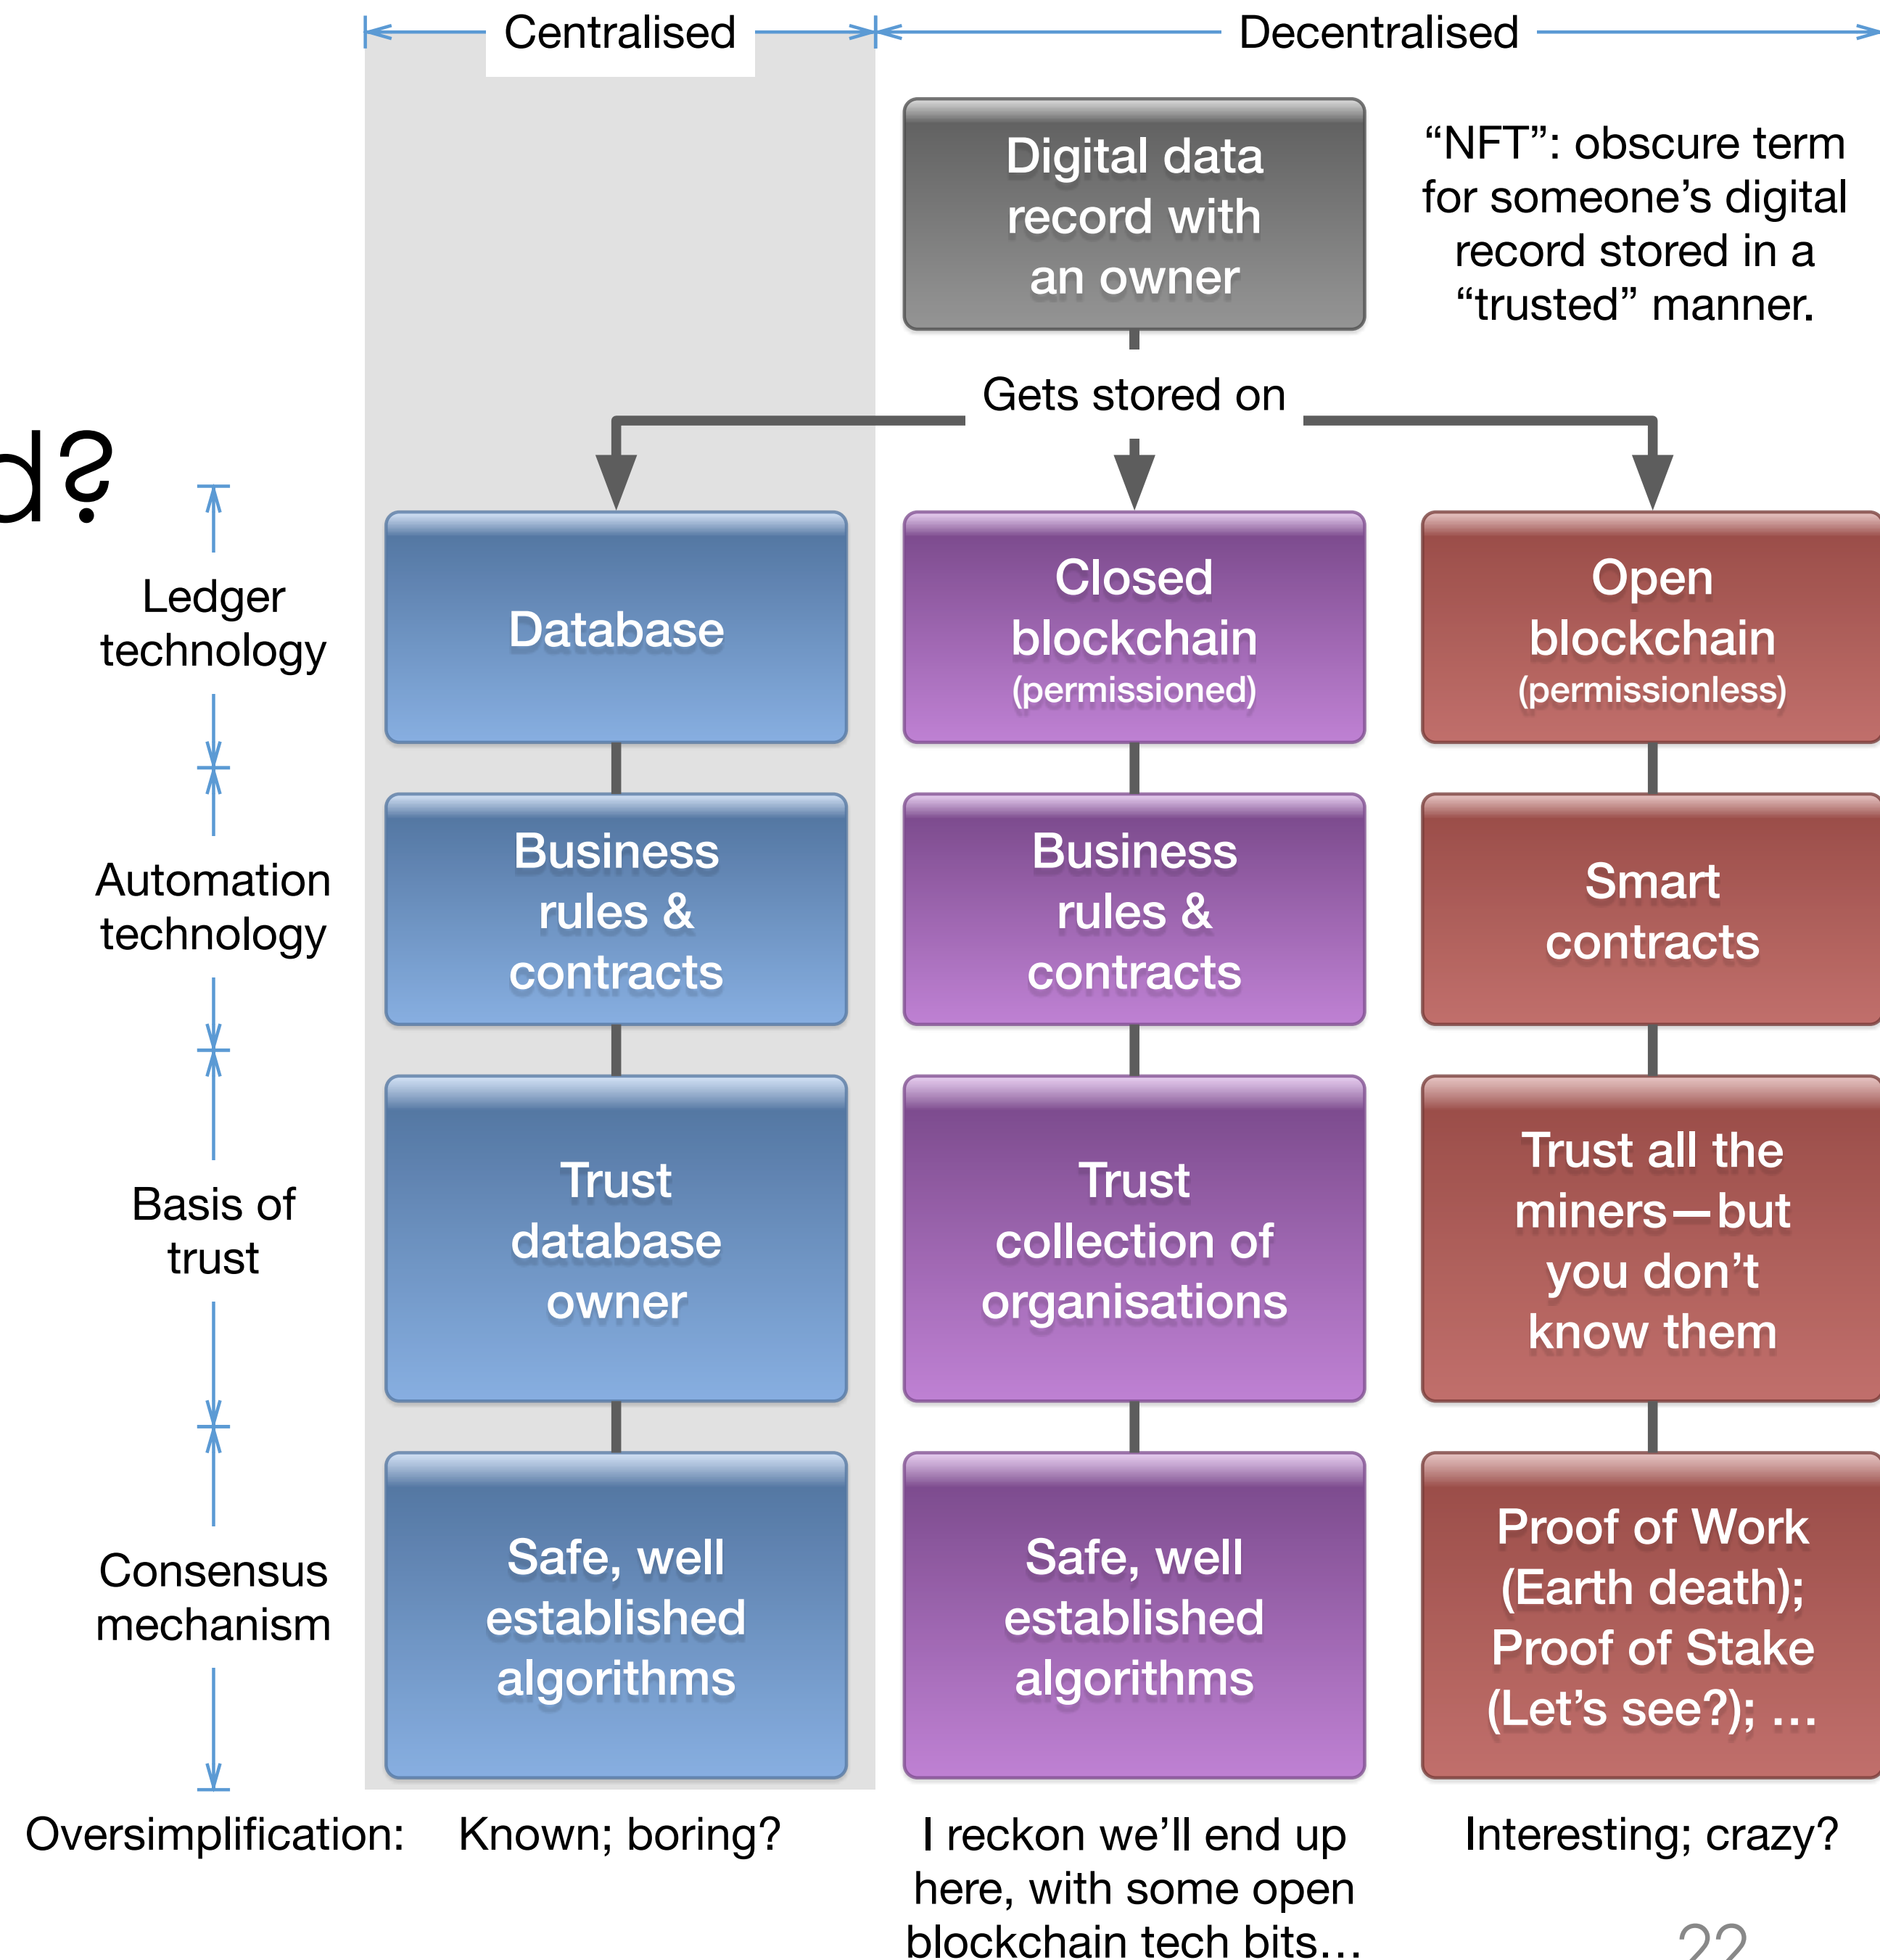 Centralised
Decentralised
Digital data
record with
an owner
“NFT”: obscure term
for someone’s digital
record stored in a
“trusted” manner.
Gets stored on
d?
Ledger
technology
Database
Closed
blockchain
(permissioned)
Open
blockchain
(permissionless)
Automation
technology
Business
rules &
contracts
Business
rules &
contracts
Smart
contracts
Basis of
trust
Trust
database
owner
Trust
collection of
organisations
Trust all the
miners—but
you don’t
know them
Consensus
mechanism
Safe, well
established
algorithms
Safe, well
established
algorithms
Proof of Work
(Earth death);
Proof of Stake
(Let’s see?); …
Oversimplification:
Known; boring?
I reckon we’ll end up
here, with some open
blockchain tech bits…
Interesting; crazy?
22